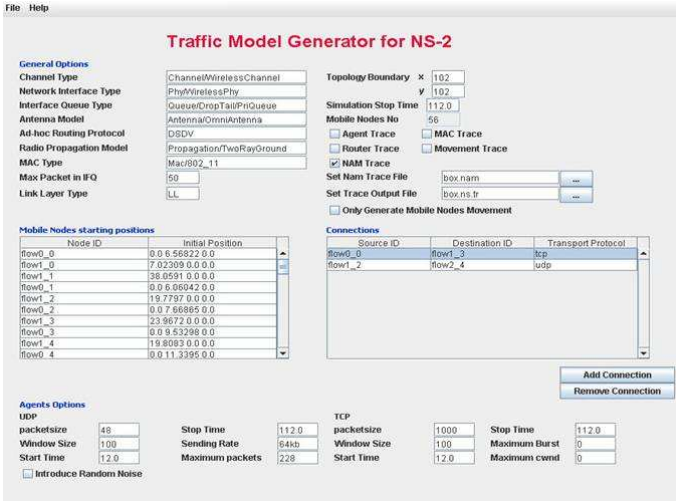 File Help
Traffic Model Generator for NS-2
General Options
Channel Type Channel/WirelessChannel
Network Interface Type Phy/WirelessPhy
Interface Queue Type Queue/DropTail/PriQueue
Antenna Model Antenna/OmniAntenna
Ad-hoc Routing Protocol DSDV
Radio Propagation Model Propagation/TwoRayGround
MAC Type Mac/802_11
Max Packet in IFQ 50
Link Layer Type LL
Topology Boundary x 102
y 102
Simulation Stop Time 112.0
Mobile Nodes No 56
Agent Trace MAC Trace
Router Trace Movement Trace
NAM Trace
Set Nam Trace File box.nam ...
Set Trace Output File box.ns.tr ...
Only Generate Mobile Nodes Movement
Mobile Nodes starting positions
Node ID Initial Position
flow0_0 0.0 6.56822 0.0
flow1_0 7.02309 0.0 0.0
flow1_1 38.0591 0.0 0.0
flow0_1 0.0 6.06042 0.0
flow1_2 19.7797 0.0 0.0
flow0_2 0.0 7.66865 0.0
flow1_3 23.9672 0.0 0.0
flow0_3 0.0 9.53298 0.0
flow1_4 19.8083 0.0 0.0
flow0_4 0.0 11.3395 0.0
Connections
Source ID Destination ID Transport Protocol
flow0_0 flow1_3 tcp
flow1_2 flow2_4 udp
Add Connection
Remove Connection
Agents Options
UDP
packetsize 48 Stop Time 112.0
Window Size 100 Sending Rate 64kb
Start Time 12.0 Maximum packets 228
Introduce Random Noise
TCP
packetsize 1000 Stop Time 112.0
Window Size 100 Maximum Burst 0
Start Time 12.0 Maximum cwnd 0